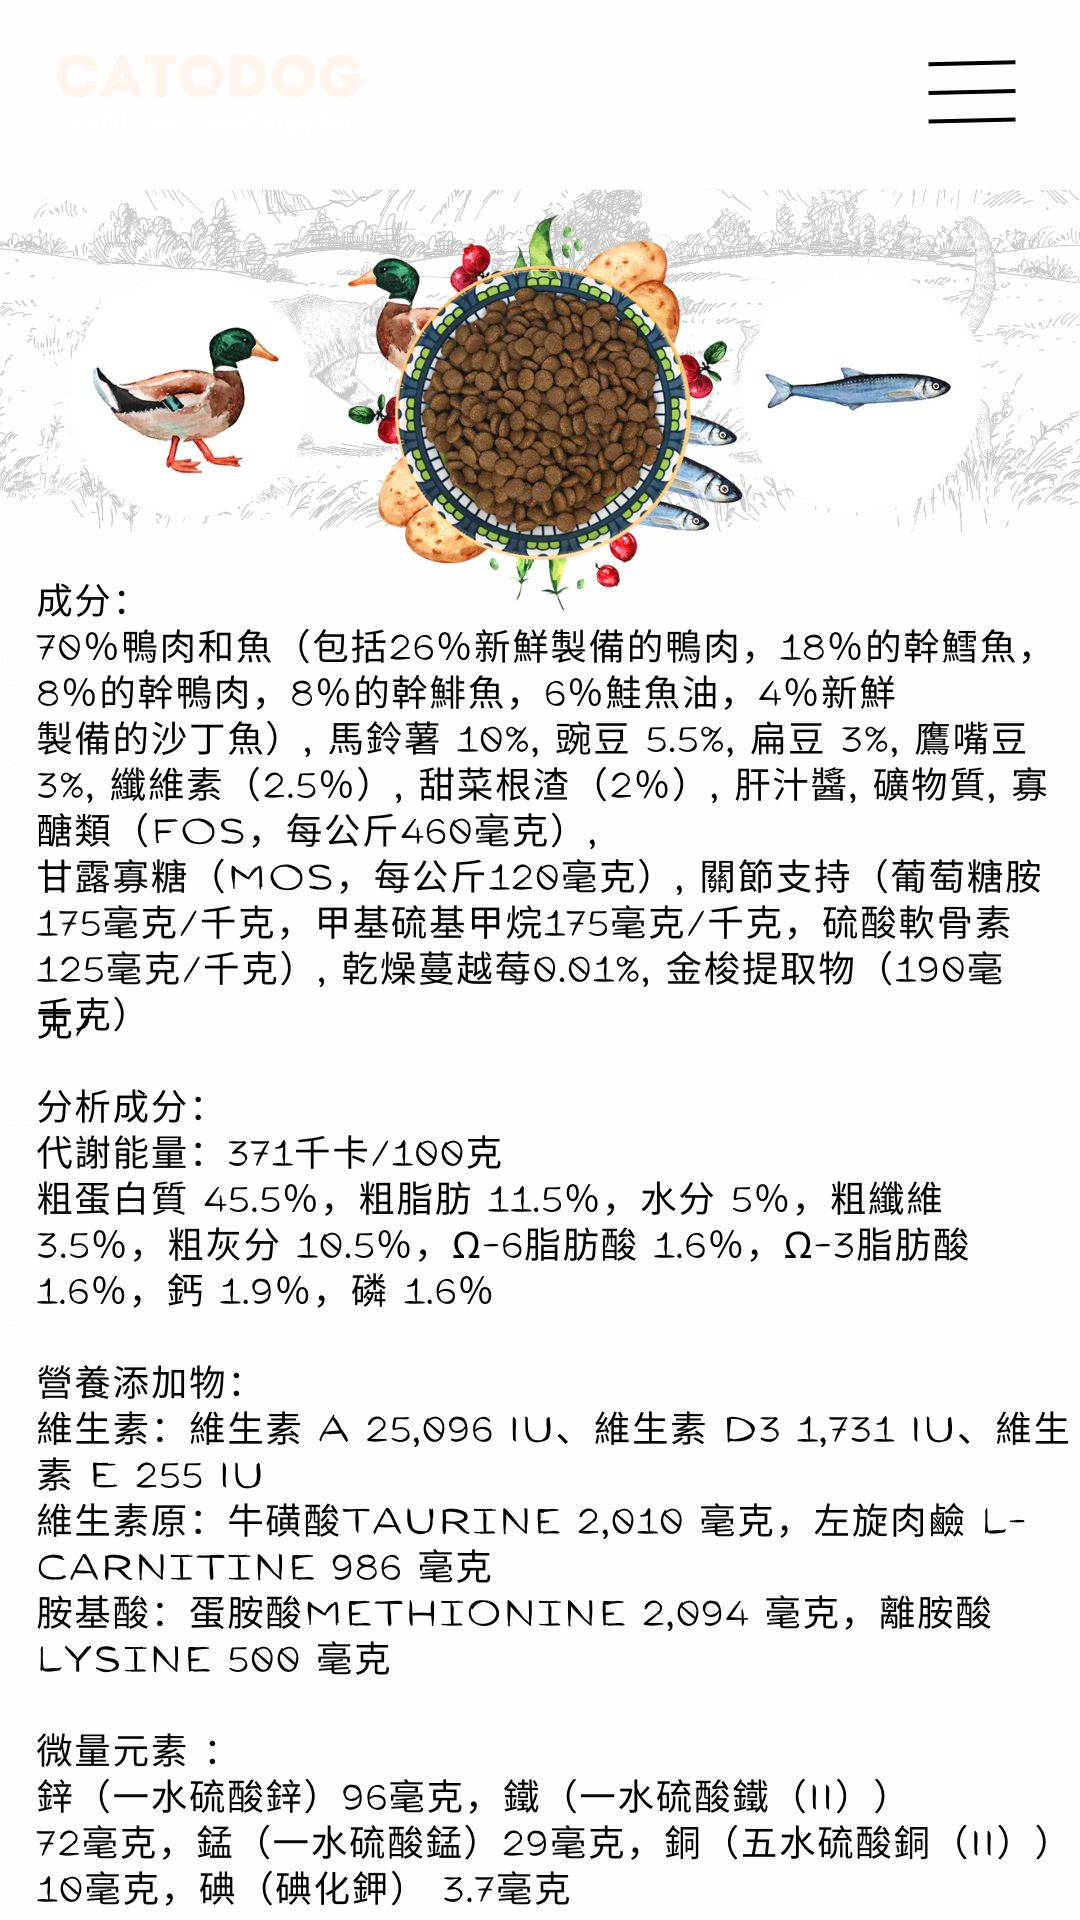 CATODOG
成分：
70%鴨肉和魚（包括26%新鮮製備的鴨肉，18%的幹鱈魚，
8%的幹鴨肉，8%的幹鯡魚，6%鮭魚油，4%新鮮
製備的沙丁魚）, 馬鈴薯 10%, 豌豆 5.5%, 扁豆 3%, 鷹嘴豆
3%, 纖維素（2.5%）, 甜菜根渣（2%）, 肝汁醬, 礦物質, 寡
醣類（FOS，每公斤460毫克）,
甘露寡糖（MOS，每公斤120毫克）, 關節支持（葡萄糖胺
175毫克/千克，甲基硫基甲烷175毫克/千克，硫酸軟骨素
125毫克/千克）, 乾燥蔓越莓0.01%, 金梭提取物（190毫
克/
千克）
分析成分：
代謝能量：371千卡/100克
粗蛋白質 45.5%，粗脂肪 11.5%，水分 5%，粗纖維
3.5%，粗灰分 10.5%，Ω-6脂肪酸 1.6%，Ω-3脂肪酸
1.6%，鈣 1.9%，磷 1.6%
營養添加物：
維生素：維生素 A 25,096 IU、維生素 D3 1,731 IU、維生
素 E 255 IU
維生素原：牛磺酸TAURINE 2,010 毫克，左旋肉鹼 L-
CARNITINE 986 毫克
胺基酸：蛋胺酸METHIONINE 2,094 毫克，離胺酸
LYSINE 500 毫克
微量元素 ：
鋅（一水硫酸鋅）96毫克，鐵（一水硫酸鐵（II））
72毫克，錳（一水硫酸錳）29毫克，銅（五水硫酸銅（II））
10毫克，碘（碘化鉀） 3.7毫克